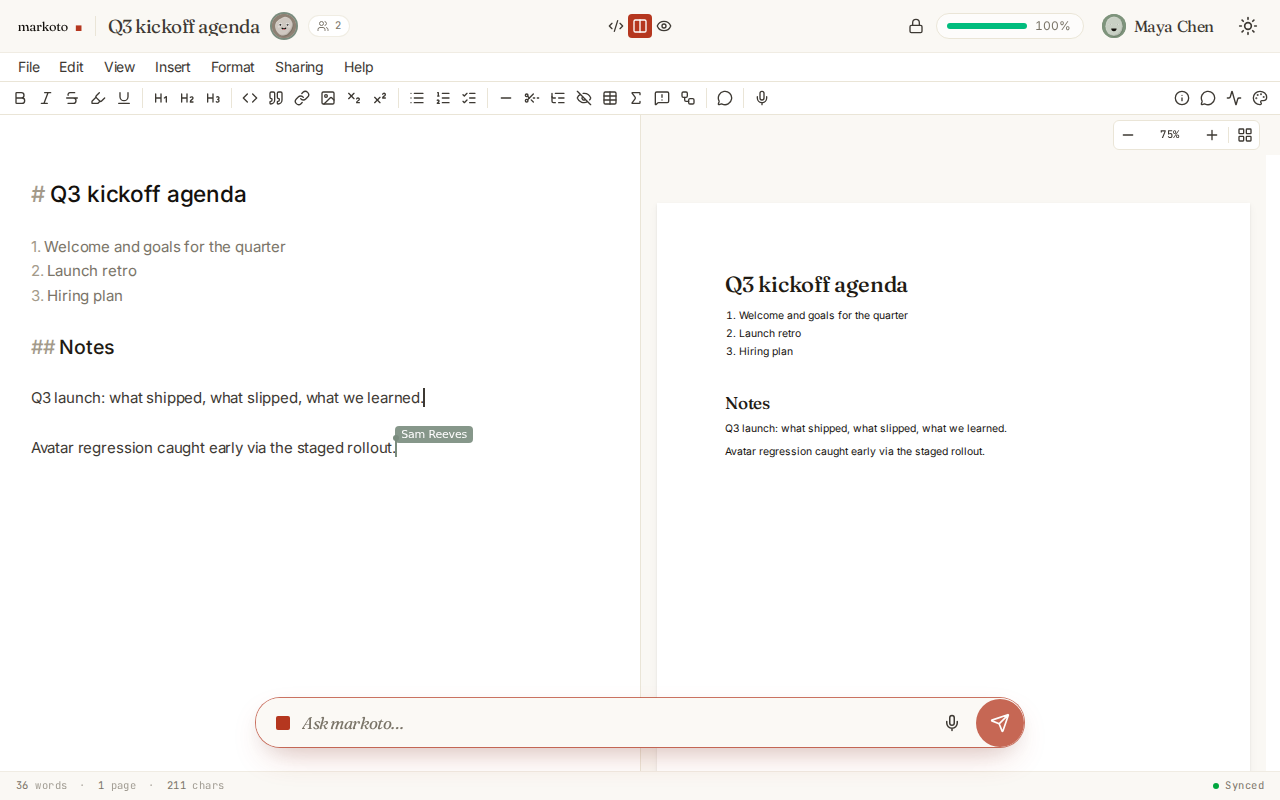 markoto
Q3 kickoff agenda
2
100%
Maya Chen
File Edit View Insert Format Sharing Help
H1 H2 H3
75%
# Q3 kickoff agenda
1. Welcome and goals for the quarter
2. Launch retro
3. Hiring plan
## Notes
Q3 launch: what shipped, what slipped, what we learned.
Sam Reeves
Avatar regression caught early via the staged rollout.
Q3 kickoff agenda
1. Welcome and goals for the quarter
2. Launch retro
3. Hiring plan
Notes
Q3 launch: what shipped, what slipped, what we learned.
Avatar regression caught early via the staged rollout.
Ask markoto...
36 words · 1 page · 211 chars
Synced